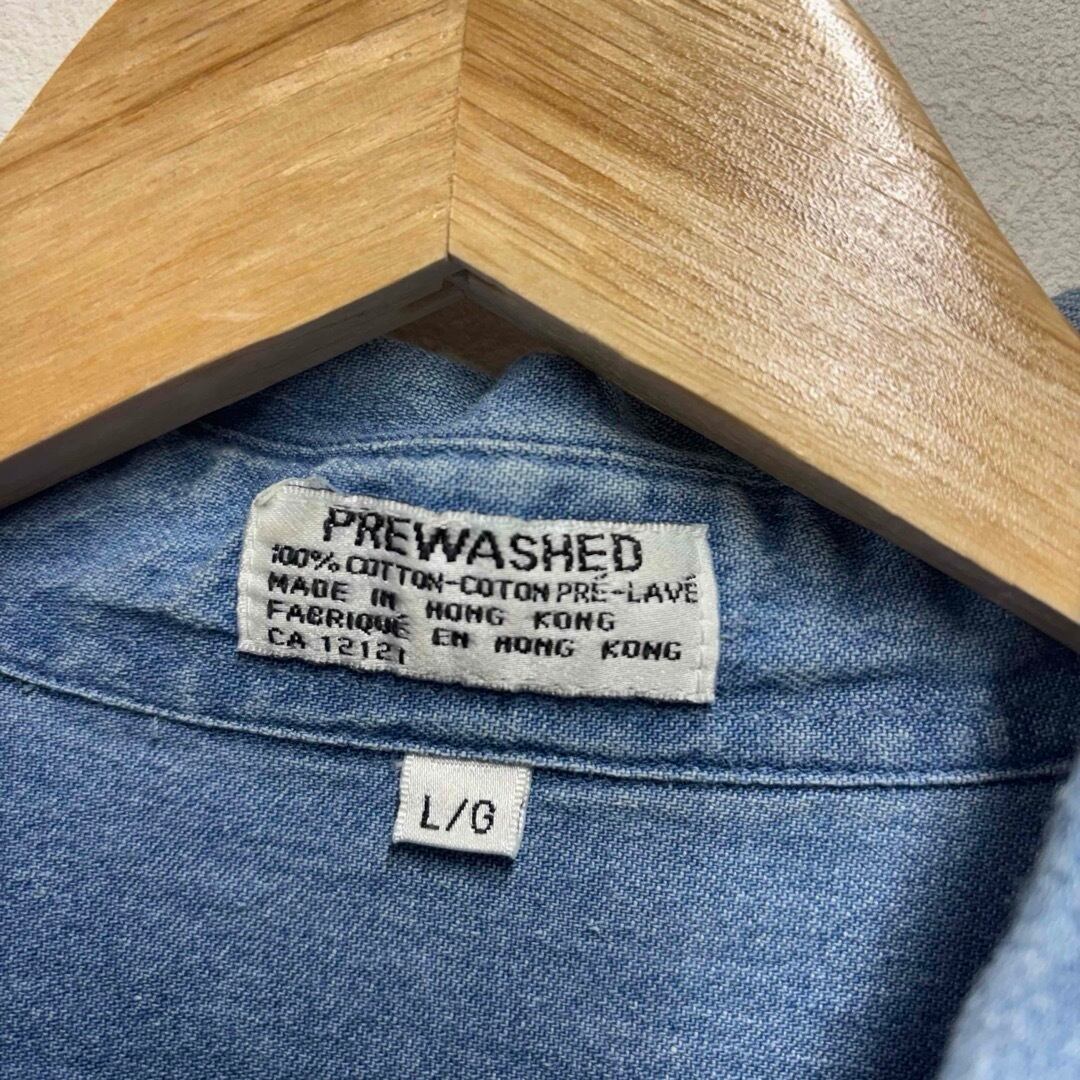 PREWASHED
100% COTTON-COTON PRÉ-LAVÉ
MADE IN HONG KONG
FABRIQUÉ EN HONG KONG
CA 12121
L/G